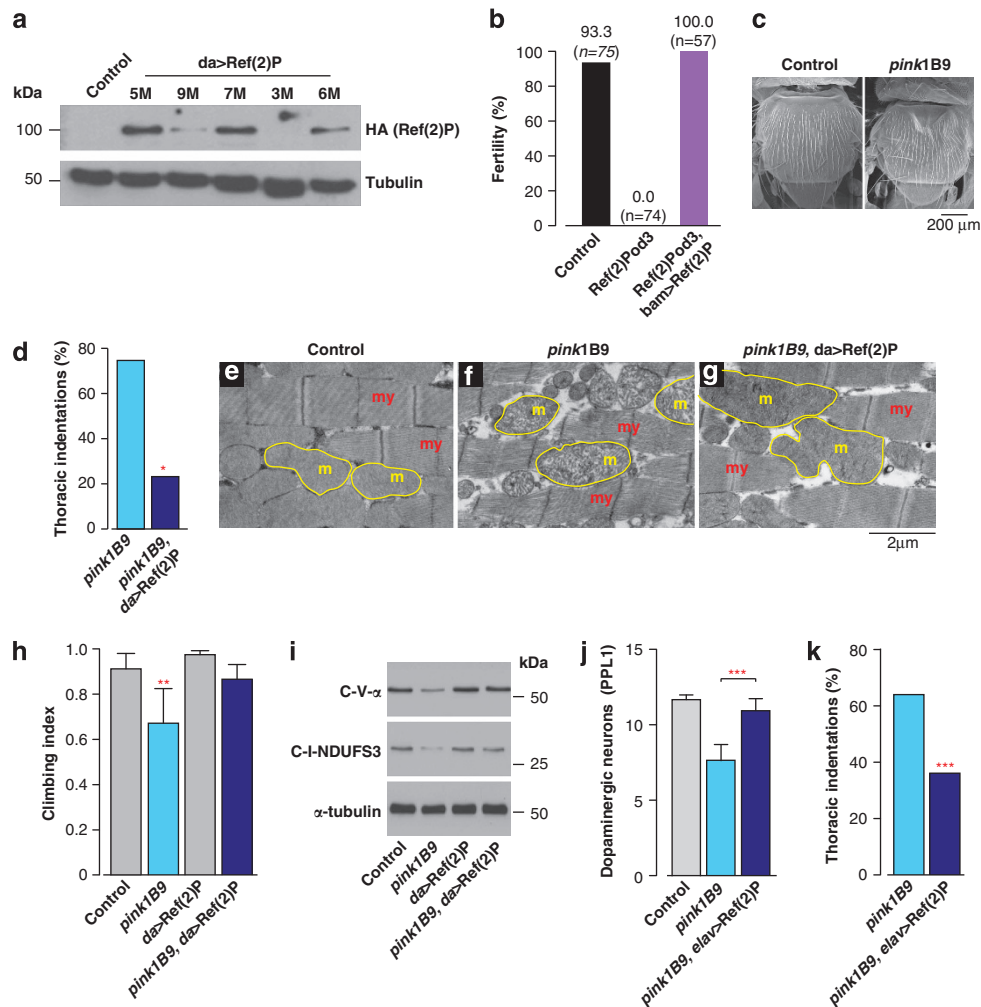 a
Control
da>Ref(2)P
kDa
5M 9M 7M 3M 6M
100
HA (Ref(2)P)
50
Tubulin
b
93.3
(n=75)
100.0
(n=57)
0.0
(n=74)
Fertility (%)
100
80
60
40
20
0
Control
Ref(2)Pod3
Ref(2)Pod3,
bam>Ref(2)P
c
Control
pink1B9
200 µm
d
Thoracic indentations (%)
80
60
40
20
0
*
pink1B9
pink1B9,
da>Ref(2)P
Control
e
my
my
m
m
pink1B9
f
m
m
my
m
my
pink1B9, da>Ref(2)P
g
m
my
my
m
2µm
h
Climbing index
1.0
0.8
0.6
0.4
0.2
0
**
Control
pink1B9
da>Ref(2)P
pink1B9, da>Ref(2)P
i
kDa
C-V-α
50
C-I-NDUFS3
25
α-tubulin
50
Control
pink1B9
da>Ref(2)P
pink1B9, da>Ref(2)P
j
Dopaminergic neurons (PPL1)
15
10
5
0
***
Control
pink1B9
pink1B9, elav>Ref(2)P
k
Thoracic indentations (%)
80
60
40
20
0
***
pink1B9
pink1B9, elav>Ref(2)P